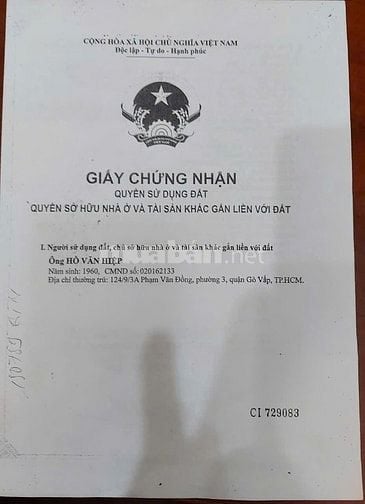 CỘNG HÒA XÃ HỘI CHỦ NGHĨA VIỆT NAM
Độc lập - Tự do - Hạnh phúc
GIẤY CHỨNG NHẬN
QUYỀN SỬ DỤNG ĐẤT
QUYỀN SỞ HỮU NHÀ Ở VÀ TÀI SẢN KHÁC GẮN LIỀN VỚI ĐẤT
I. Người sử dụng đất, chủ sở hữu nhà ở và tài sản khác gắn liền với đất
Ông HỒ VĂN HIỆP
Năm sinh: 1960, CMND số: 020162133
Địa chỉ thường trú: 124/9/3A Phạm Văn Đồng, phường 3, quận Gò Vấp, TP.HCM.
muaban.net
CI 729083